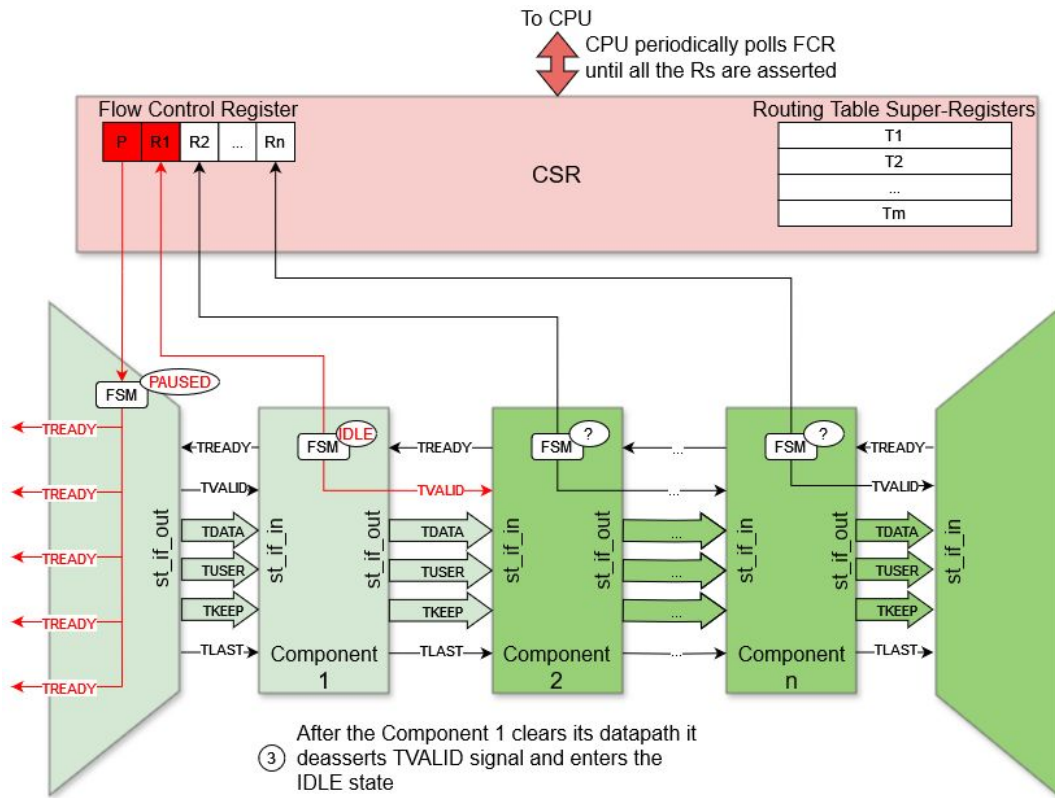 To CPU
CPU periodically polls FCR
until all the Rs are asserted
Flow Control Register
Routing Table Super-Registers
P R1 R2 ... Rn
T1
T2
...
Tm
CSR
PAUSED
FSM
IDLE
FSM
?
FSM
?
FSM
TREADY
TREADY
TREADY
TREADY
TREADY
TREADY
TREADY
...
TREADY
TVALID
TVALID
...
TVALID
st_if_out
st_if_in
st_if_out
st_if_in
st_if_out
st_if_in
st_if_out
st_if_in
TDATA
TDATA
...
TDATA
TUSER
TUSER
...
TUSER
TKEEP
TKEEP
...
TKEEP
TLAST
TLAST
...
TLAST
Component
1
Component
2
Component
n
3
After the Component 1 clears its datapath it
deasserts TVALID signal and enters the
IDLE state